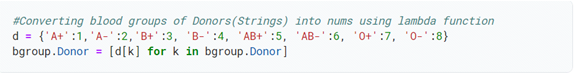 #Converting blood groups of Donors(Strings) into nums using lambda function
d = {'A+':1,'A-':2,'B+':3, 'B-':4, 'AB+':5, 'AB-':6, 'O+':7, 'O-':8}
bgroup.Donor = [d[k] for k in bgroup.Donor]